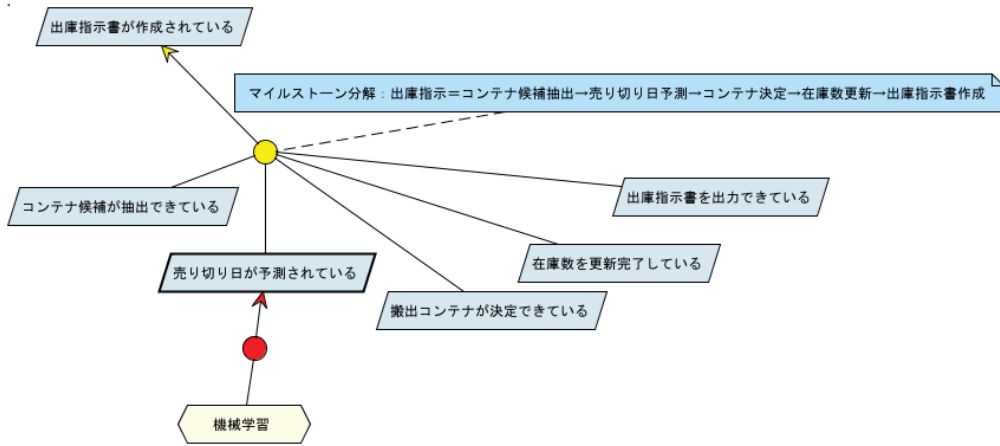 出庫指示書が作成されている
マイルストーン分解：出庫指示＝コンテナ候補抽出→売り切り日予測→コンテナ決定→在庫数更新→出庫指示書作成
コンテナ候補が抽出できている
出庫指示書を出力できている
売り切り日が予測されている
在庫数を更新完了している
搬出コンテナが決定できている
機械学習